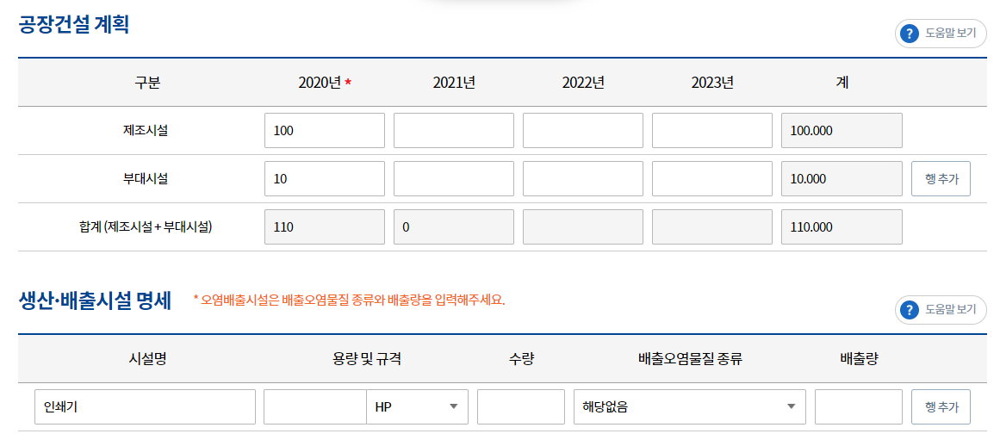 공장건설 계획
? 도움말 보기
구분 2020년 * 2021년 2022년 2023년 계
제조시설 100 100.000
부대시설 10 10.000 행 추가
합계 (제조시설 + 부대시설) 110 0 110.000
생산·배출시설 명세 * 오염배출시설은 배출오염물질 종류와 배출량을 입력해주세요.
? 도움말 보기
시설명 용량 및 규격 수량 배출오염물질 종류 배출량
인쇄기 HP 해당없음 행 추가